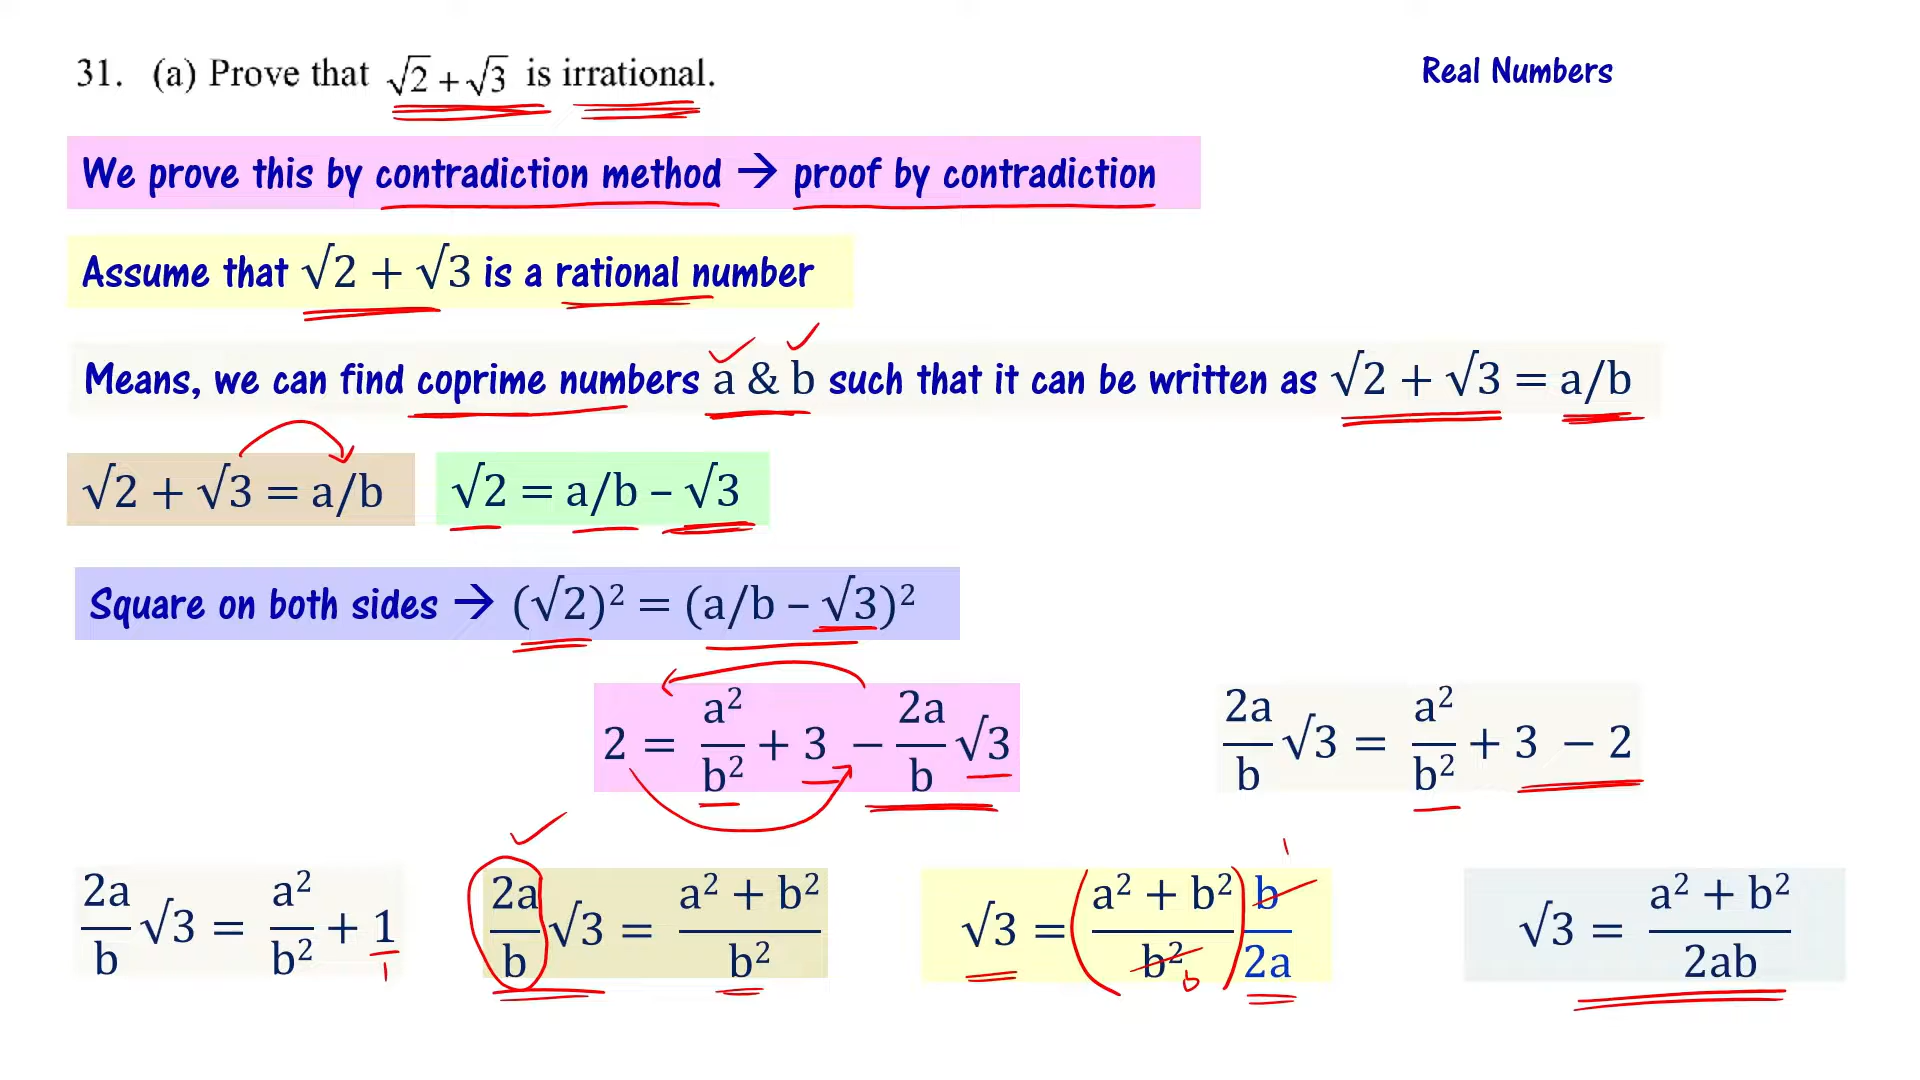 31. (a) Prove that √2 + √3 is irrational.
Real Numbers
We prove this by contradiction method → proof by contradiction
Assume that √2 + √3 is a rational number
Means, we can find coprime numbers a & b such that it can be written as √2 + √3 = a/b
√2 + √3 = a/b
√2 = a/b – √3
Square on both sides → (√2)² = (a/b – √3)²
2 = a²/b² + 3 – 2a/b √3
2a/b √3 = a²/b² + 3 – 2
2a/b √3 = a²/b² + 1
1
2a/b √3 = (a² + b²)/b²
√3 = ((a² + b²)/b²) b/2a
1
b
√3 = (a² + b²)/2ab